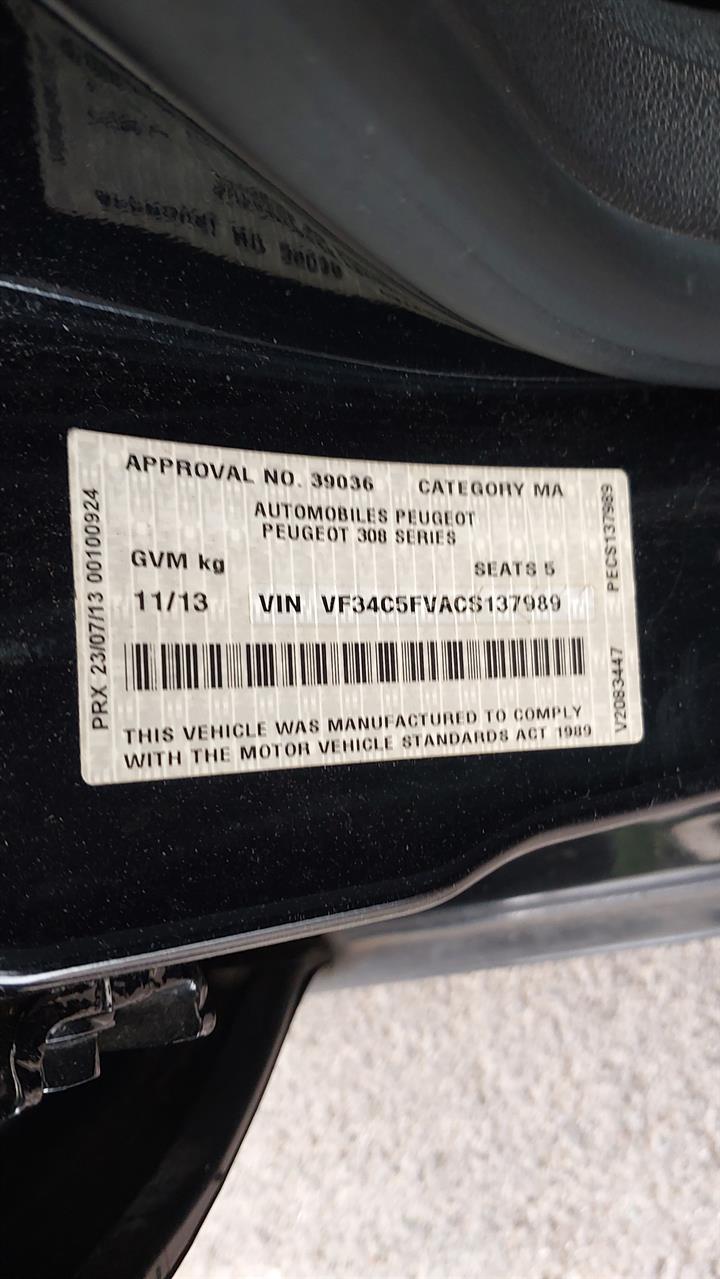 APPROVAL NO. 39036 CATEGORY MA
AUTOMOBILES PEUGEOT
PEUGEOT 308 SERIES
GVM kg SEATS 5
11/13 VIN VF34C5FVACS137989
THIS VEHICLE WAS MANUFACTURED TO COMPLY
WITH THE MOTOR VEHICLE STANDARDS ACT 1989
PRX 23/07/13 00100924
V2083447 PECS137989